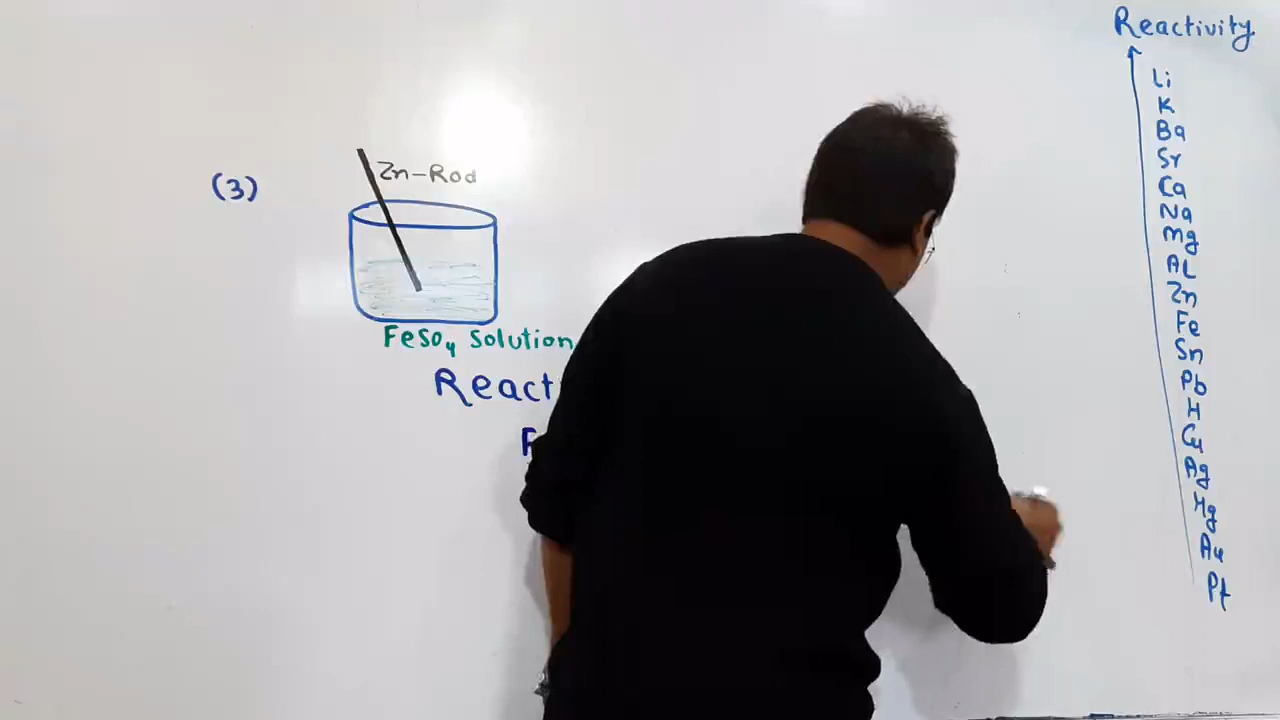 (3)
Zn-Rod
FeSO4 Solution
Reactivity
Li
K
Ba
Sr
Ca
Na
Mg
AL
Zn
Fe
Sn
Pb
H
Cu
Ag
Hg
Au
Pt